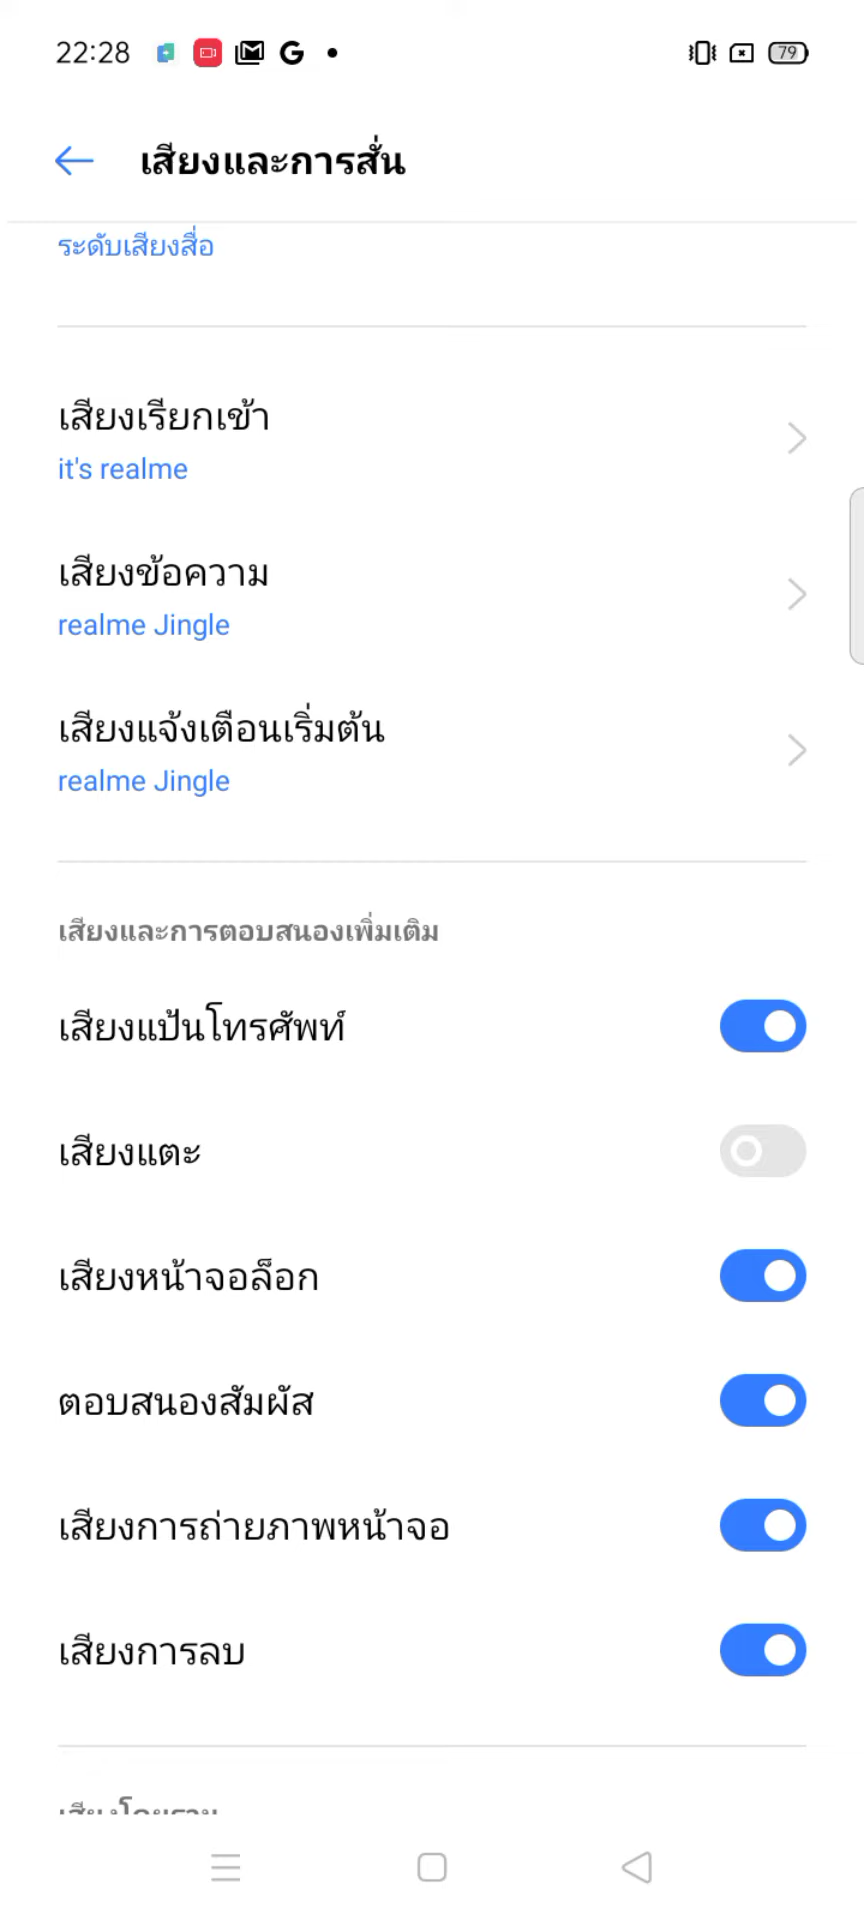 22:28
79
เสียงและการสั่น
ระดับเสียงสื่อ
เสียงเรียกเข้า
it's realme
เสียงข้อความ
realme Jingle
เสียงแจ้งเตือนเริ่มต้น
realme Jingle
เสียงและการตอบสนองเพิ่มเติม
เสียงแป้นโทรศัพท์
เสียงแตะ
เสียงหน้าจอล็อก
ตอบสนองสัมผัส
เสียงการถ่ายภาพหน้าจอ
เสียงการลบ